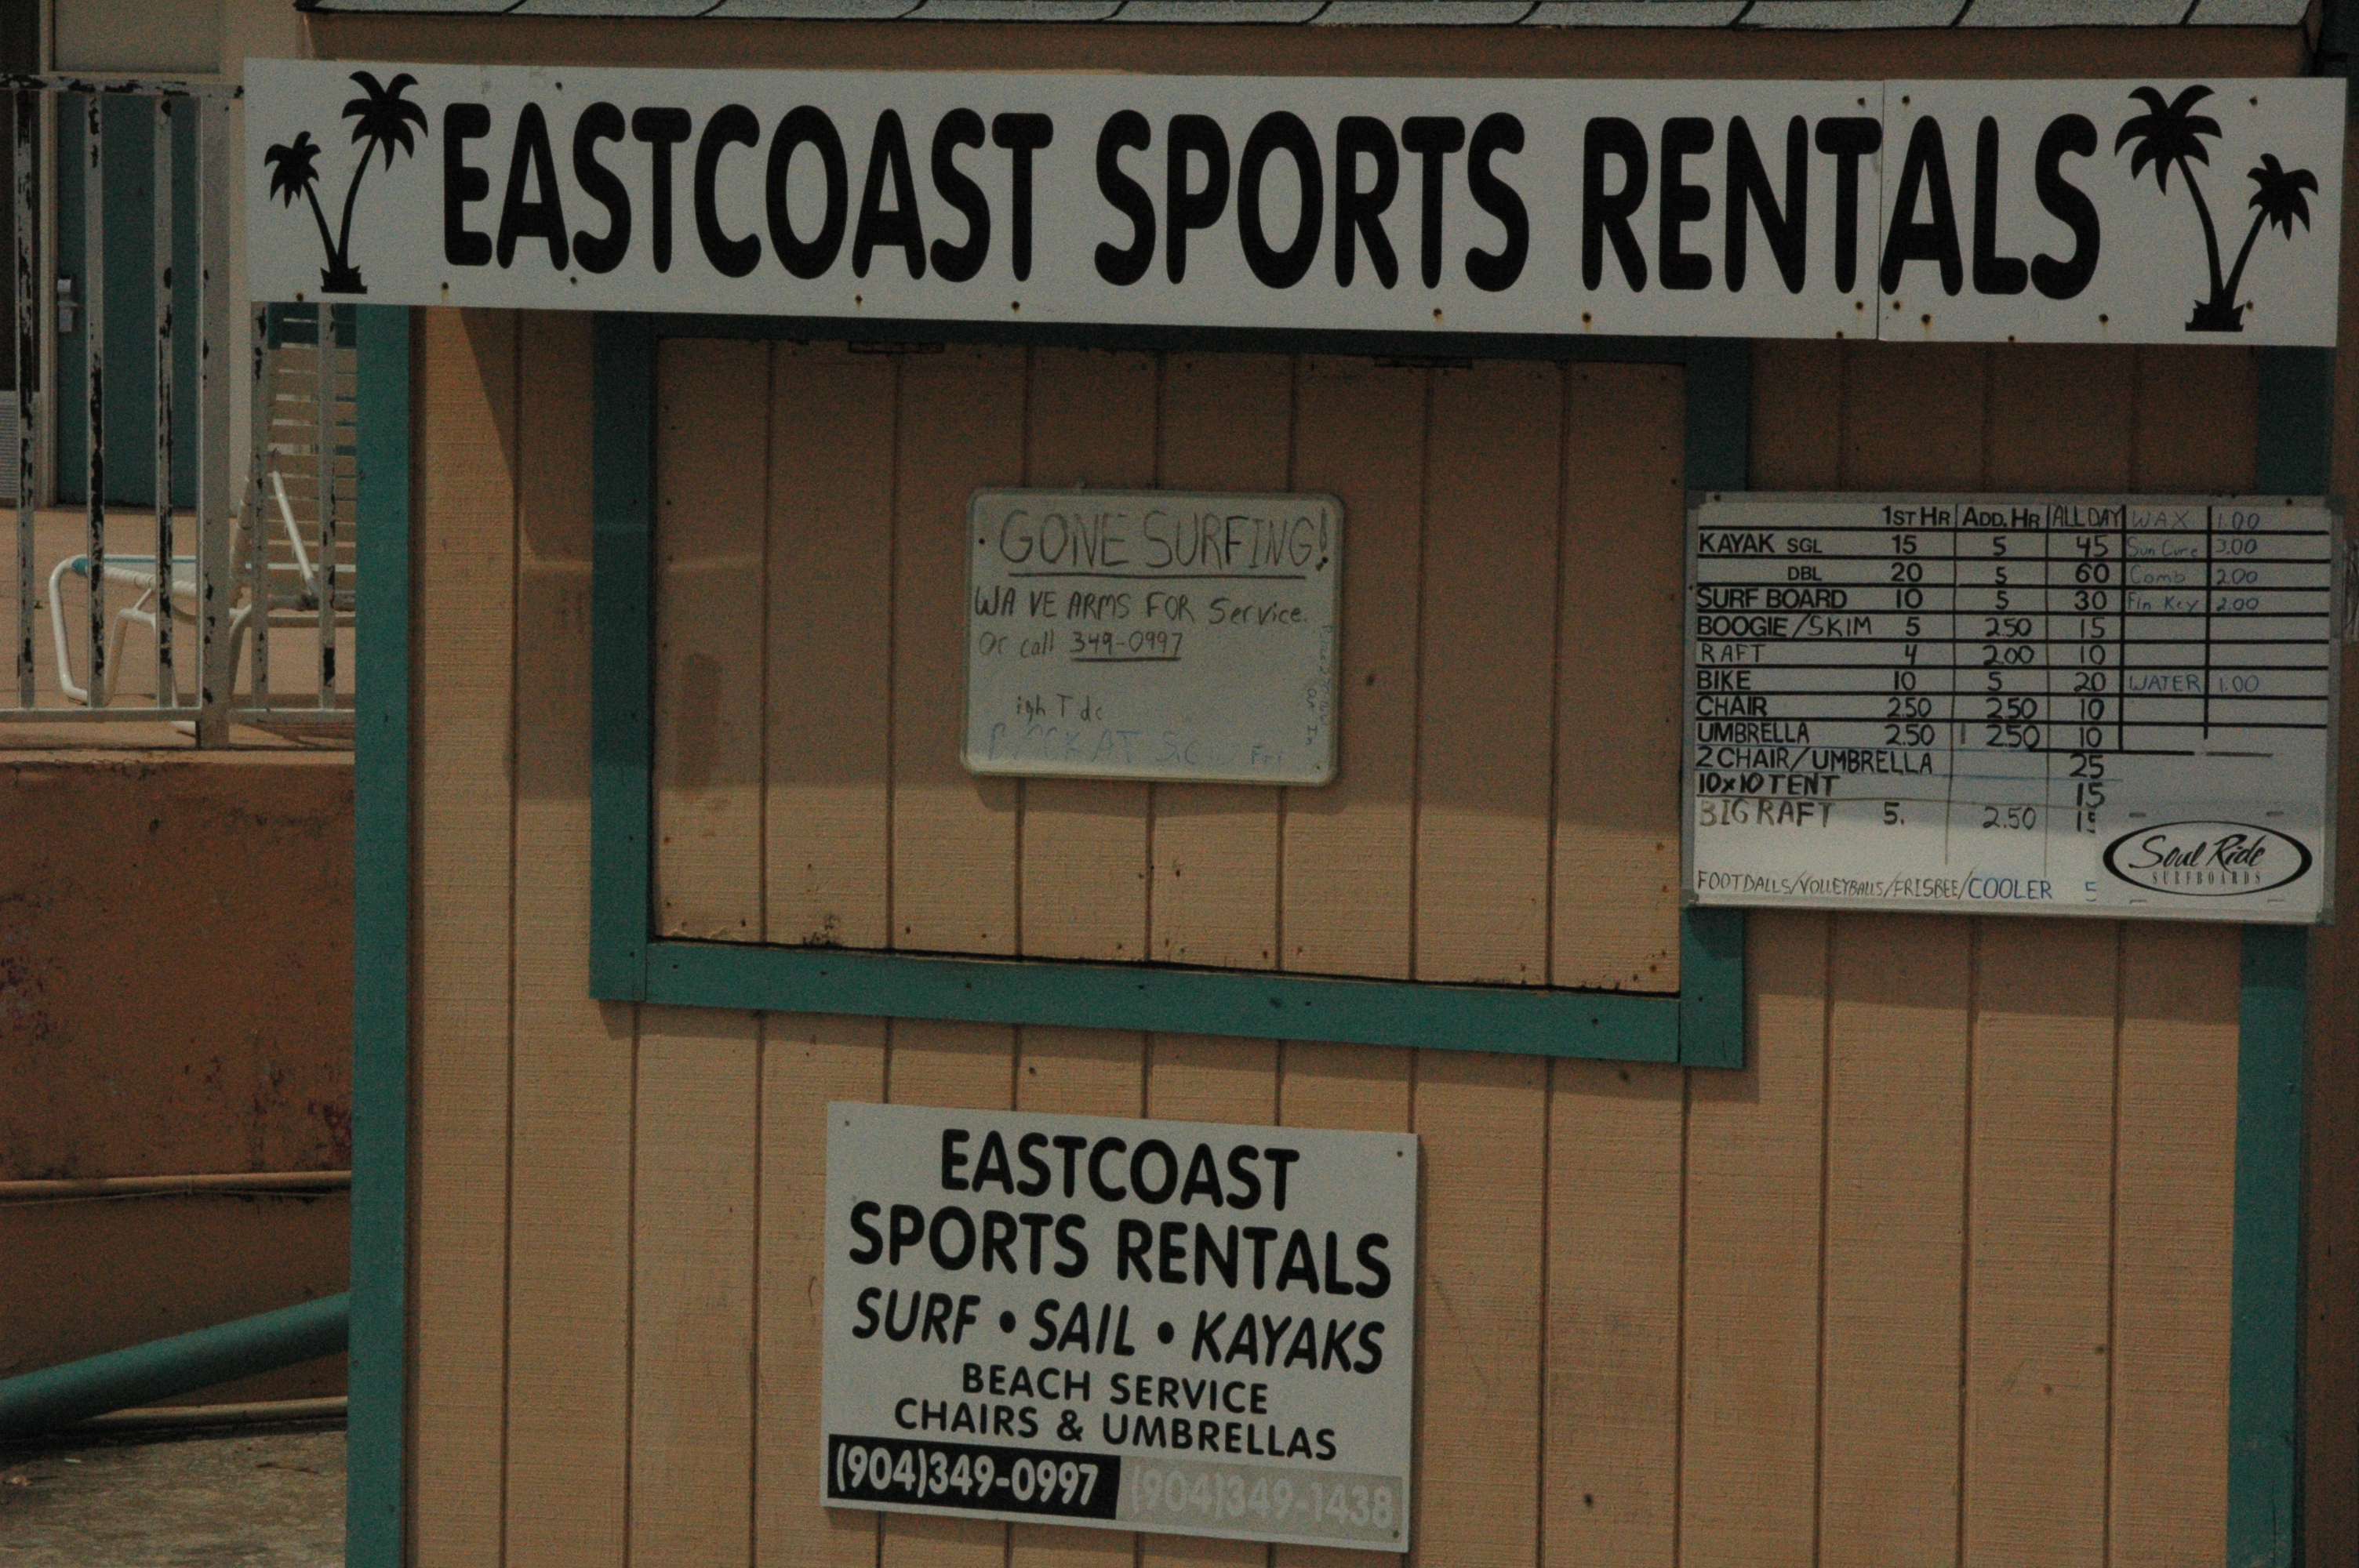 EASTCOAST SPORTS RENTALS
GONE SURFING!
WAVE ARMS FOR Service.
Or call 349-0997
1ST HR ADD. HR ALL DAY WAX 1.00
KAYAK SGL 15 5 45 Sun Cure 3.00
DBL 20 5 60 Comb 2.00
SURF BOARD 10 5 30 Fin Key 2.00
BOOGIE/SKIM 5 2.50 15
RAFT 4 2.00 10
BIKE 10 5 20 WATER 1.00
CHAIR 2.50 2.50 10
UMBRELLA 2.50 2.50 10
2 CHAIR/UMBRELLA 25
10x10 TENT 15
BIG RAFT 5. 2.50 15
Soul Ride
SURFBOARDS
FOOTBALLS/VOLLEYBALLS/FRISBEE/COOLER 5
EASTCOAST
SPORTS RENTALS
SURF • SAIL • KAYAKS
BEACH SERVICE
CHAIRS & UMBRELLAS
(904)349-0997 (904)349-1438